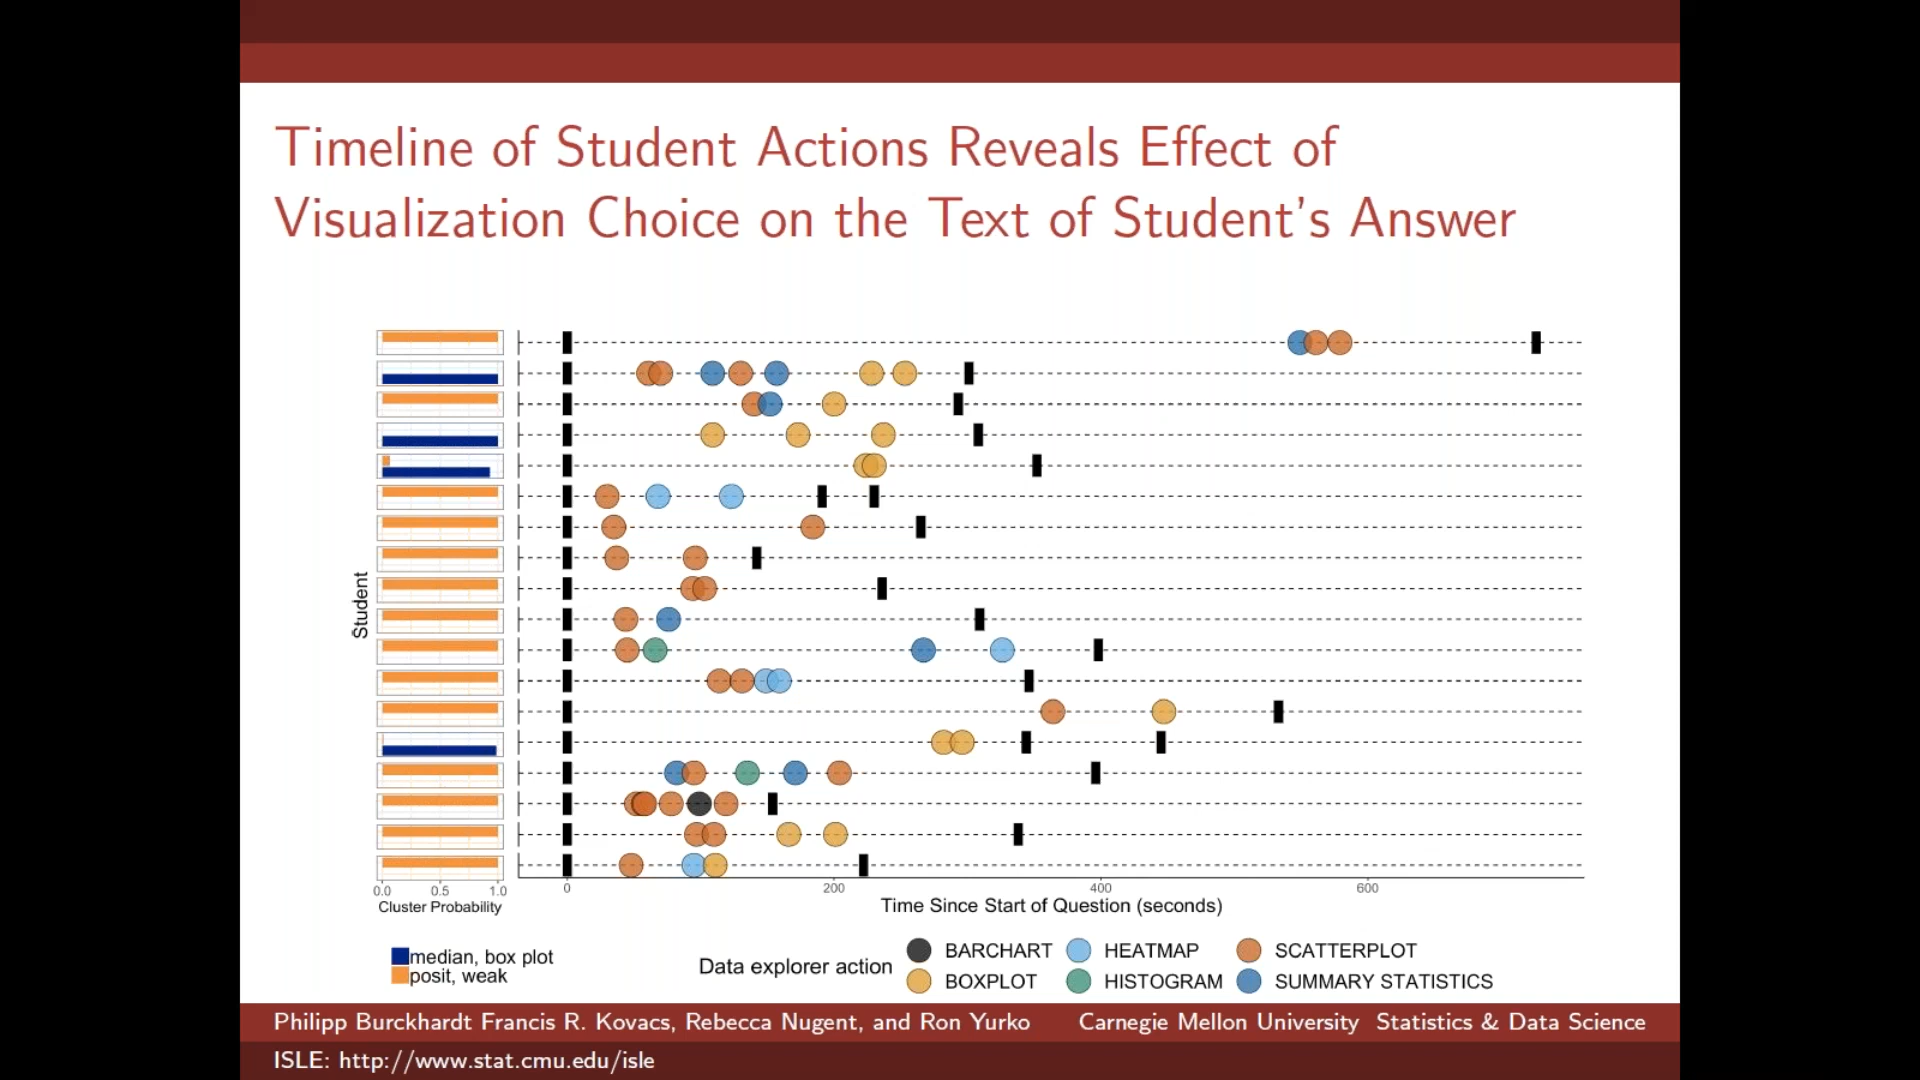 Timeline of Student Actions Reveals Effect of
Visualization Choice on the Text of Student's Answer
Student
0.0 0.5 1.0
Cluster Probability
0 200 400 600
Time Since Start of Question (seconds)
median, box plot
posit, weak
Data explorer action
BARCHART HEATMAP SCATTERPLOT
BOXPLOT HISTOGRAM SUMMARY STATISTICS
Philipp Burckhardt Francis R. Kovacs, Rebecca Nugent, and Ron Yurko Carnegie Mellon University Statistics & Data Science
ISLE: http://www.stat.cmu.edu/isle